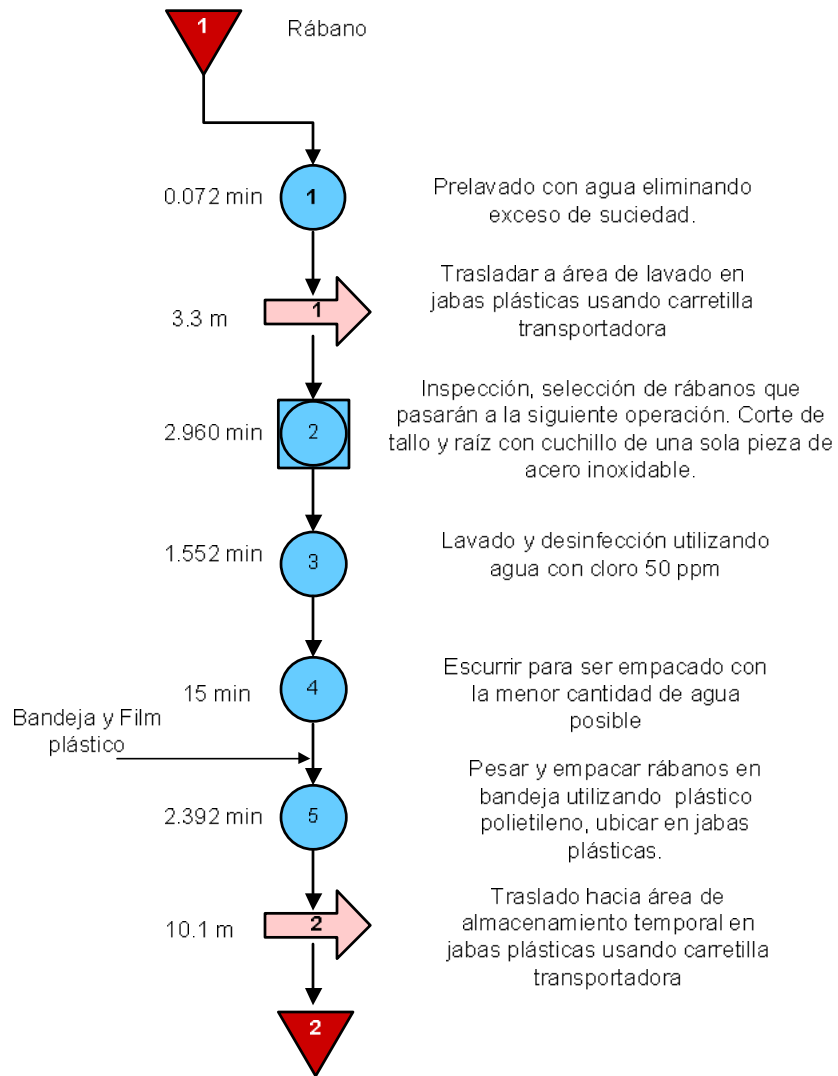 1
Rábano
0.072 min
1
Prelavado con agua eliminando
exceso de suciedad.
3.3 m
1
Trasladar a área de lavado en
jabas plásticas usando carretilla
transportadora
2.960 min
2
Inspección, selección de rábanos que
pasarán a la siguiente operación. Corte de
tallo y raíz con cuchillo de una sola pieza de
acero inoxidable.
1.552 min
3
Lavado y desinfección utilizando
agua con cloro 50 ppm
15 min
4
Escurrir para ser empacado con
la menor cantidad de agua
posible
Bandeja y Film
plástico
2.392 min
5
Pesar y empacar rábanos en
bandeja utilizando plástico
polietileno, ubicar en jabas
plásticas.
10.1 m
2
Traslado hacia área de
almacenamiento temporal en
jabas plásticas usando carretilla
transportadora
2